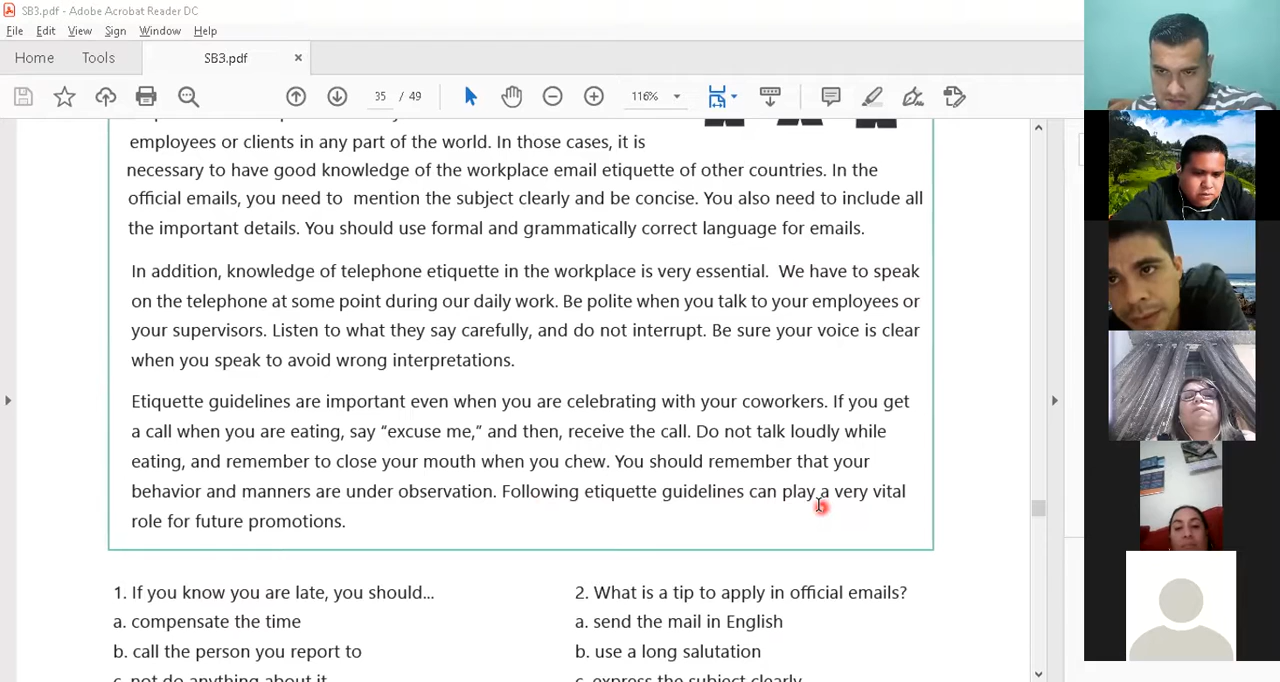 SB3.pdf - Adobe Acrobat Reader DC
File Edit View Sign Window Help
Home Tools SB3.pdf ×
35 / 49 116%
employees or clients in any part of the world. In those cases, it is
necessary to have good knowledge of the workplace email etiquette of other countries. In the
official emails, you need to mention the subject clearly and be concise. You also need to include all
the important details. You should use formal and grammatically correct language for emails.
In addition, knowledge of telephone etiquette in the workplace is very essential. We have to speak
on the telephone at some point during our daily work. Be polite when you talk to your employees or
your supervisors. Listen to what they say carefully, and do not interrupt. Be sure your voice is clear
when you speak to avoid wrong interpretations.
Etiquette guidelines are important even when you are celebrating with your coworkers. If you get
a call when you are eating, say “excuse me,” and then, receive the call. Do not talk loudly while
eating, and remember to close your mouth when you chew. You should remember that your
behavior and manners are under observation. Following etiquette guidelines can play a very vital
role for future promotions.
1. If you know you are late, you should... 2. What is a tip to apply in official emails?
a. compensate the time a. send the mail in English
b. call the person you report to b. use a long salutation
c. not do anything about it c. express the subject clearly